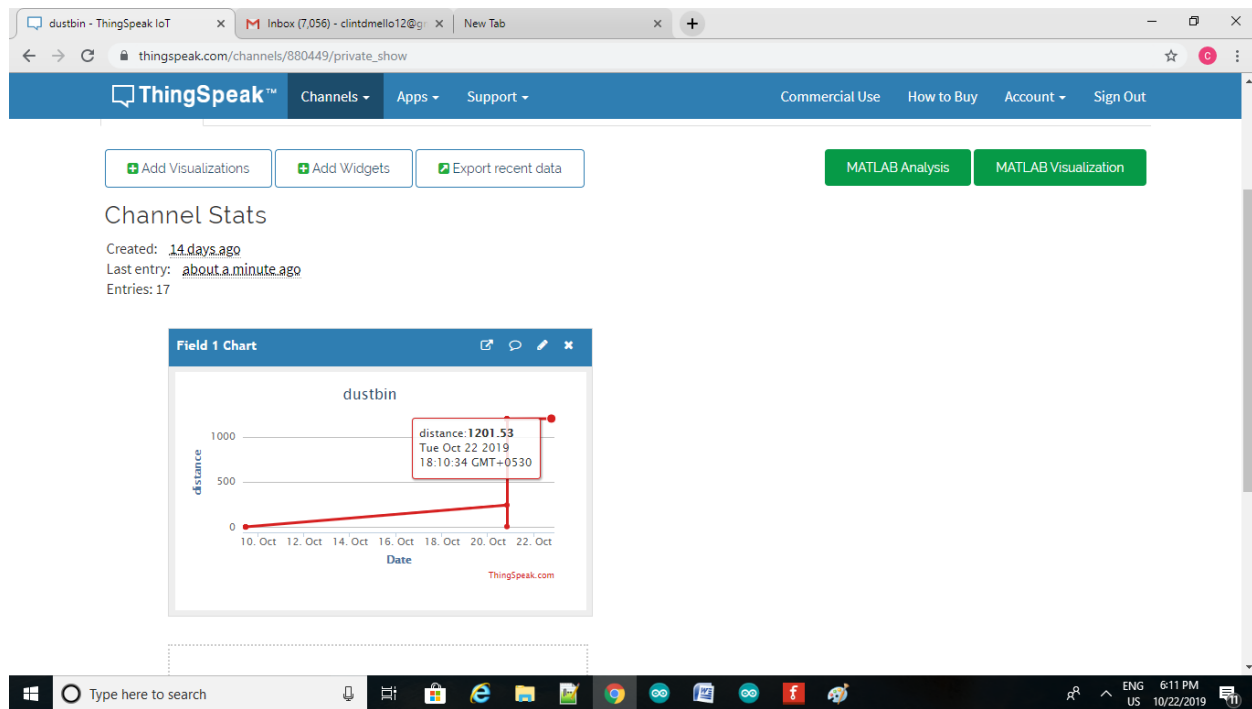 dustbin - ThingSpeak IoT
Inbox (7,056) - clintdmello12@
New Tab
thingspeak.com/channels/880449/private_show
C
ThingSpeak™ Channels Apps Support Commercial Use How to Buy Account Sign Out
Add Visualizations Add Widgets Export recent data MATLAB Analysis MATLAB Visualization
Channel Stats
Created: 14 days ago
Last entry: about a minute ago
Entries: 17
Field 1 Chart
dustbin
distance
1000
500
0
distance:1201.53
Tue Oct 22 2019
18:10:34 GMT+0530
10. Oct 12. Oct 14. Oct 16. Oct 18. Oct 20. Oct 22. Oct
Date
ThingSpeak.com
Type here to search
ENG
US
6:11 PM
10/22/2019
11